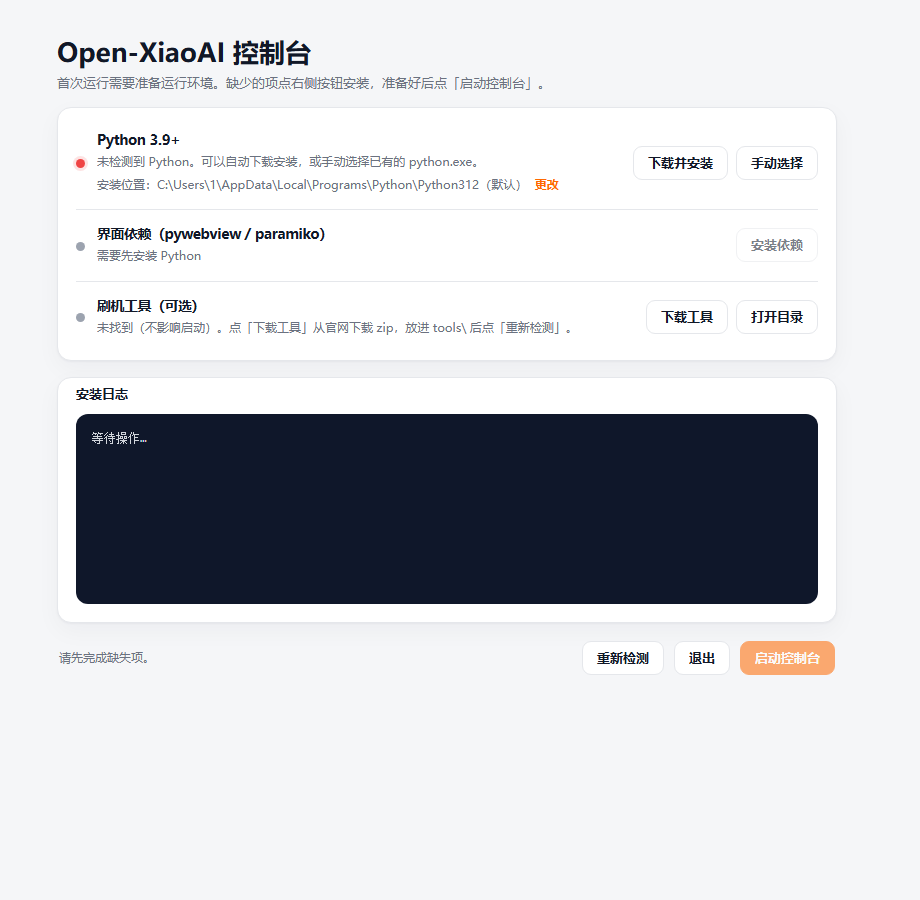 Open-XiaoAI 控制台
首次运行需要准备运行环境。缺少的项点右侧按钮安装，准备好后点「启动控制台」。
Python 3.9+
未检测到 Python。可以自动下载安装，或手动选择已有的 python.exe。
安装位置：C:\Users\1\AppData\Local\Programs\Python\Python312（默认） 更改
下载并安装
手动选择
界面依赖（pywebview / paramiko）
需要先安装 Python
安装依赖
刷机工具（可选）
未找到（不影响启动）。点「下载工具」从官网下载 zip，放进 tools\ 后点「重新检测」。
下载工具
打开目录
安装日志
等待操作…
请先完成缺失项。
重新检测
退出
启动控制台